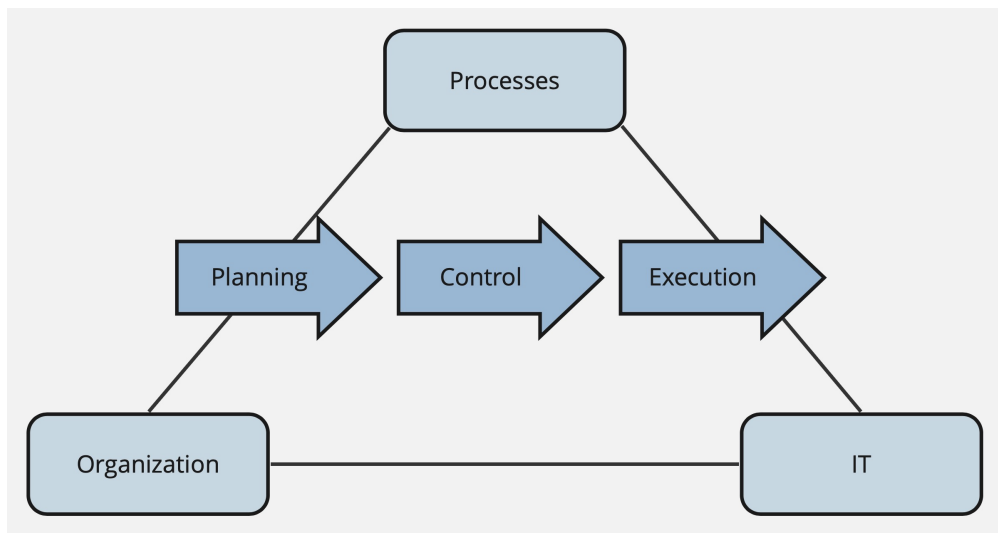 Processes
Planning
Control
Execution
Organization
IT